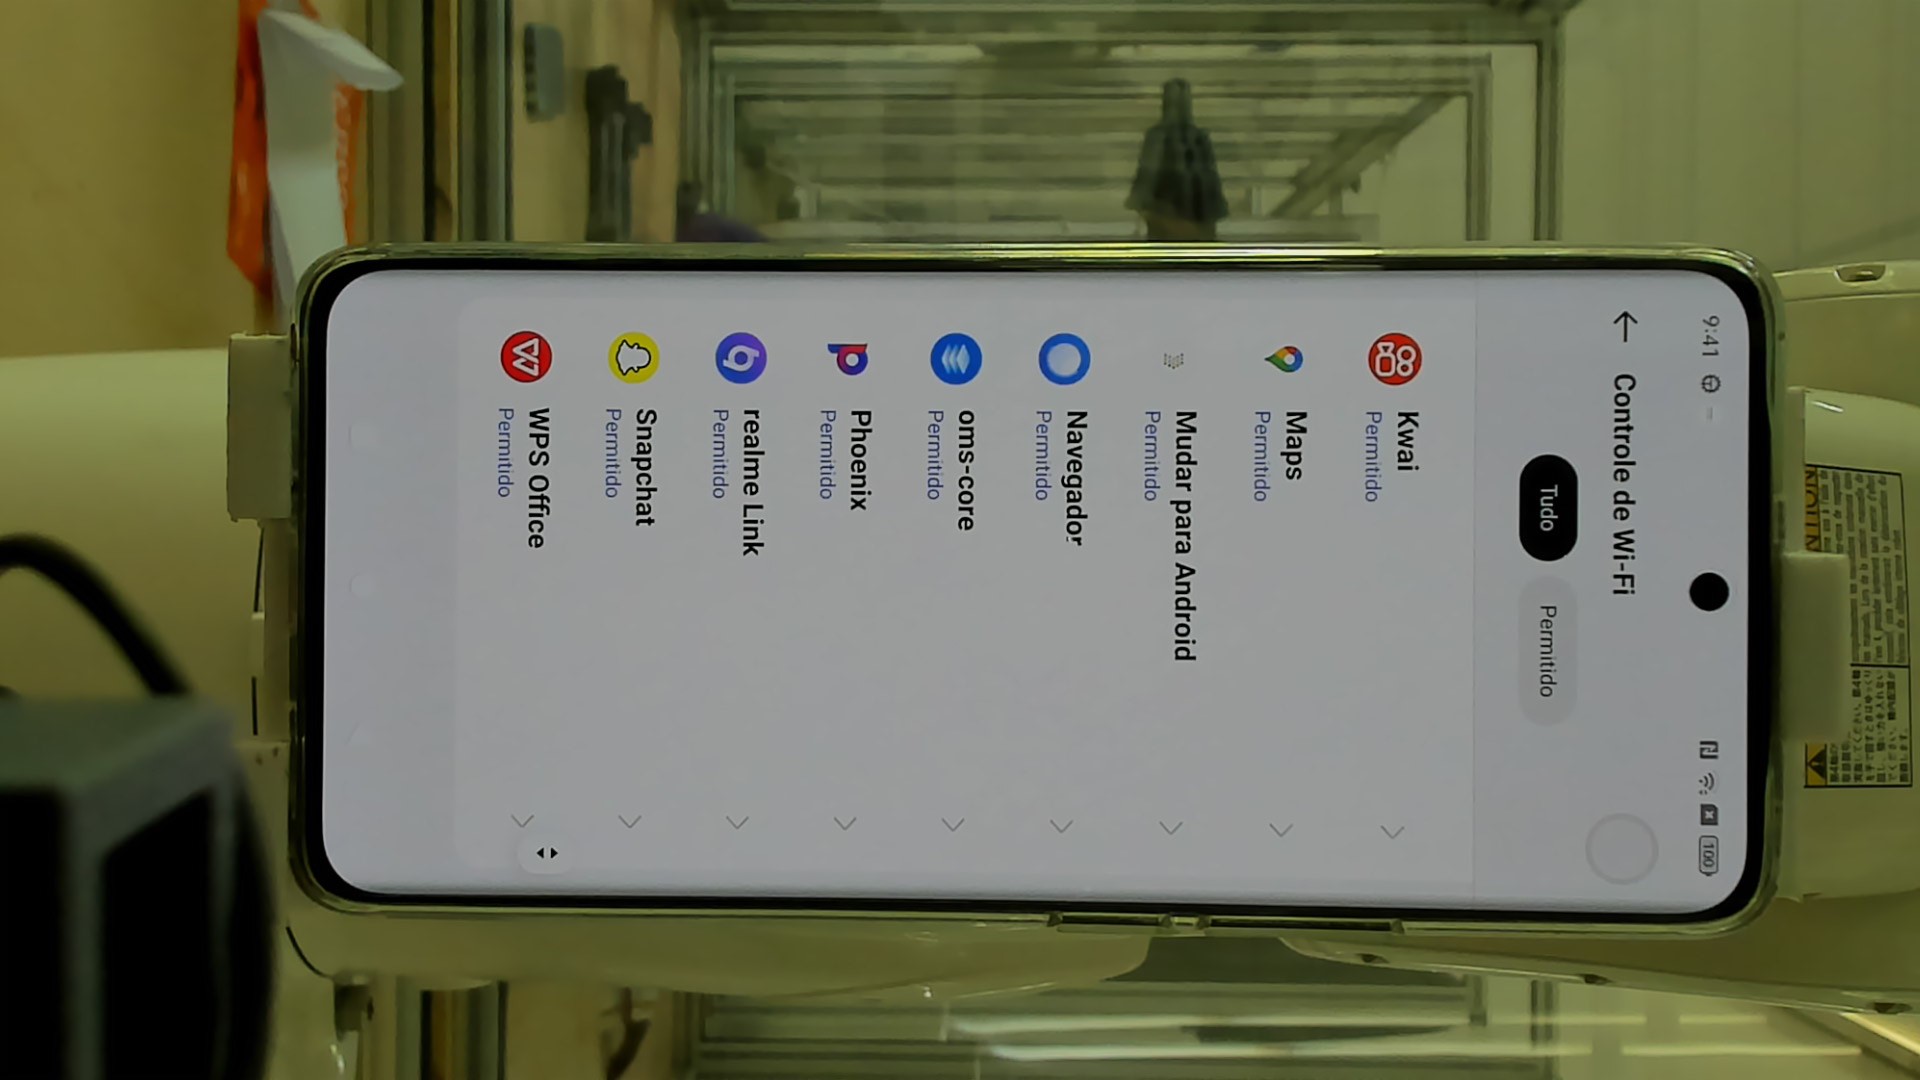 9:41
100
Controle de Wi-Fi
Tudo
Permitido
Kwai
Permitido
Maps
Permitido
Mudar para Android
Permitido
Navegador
Permitido
oms-core
Permitido
Phoenix
Permitido
realme Link
Permitido
Snapchat
Permitido
WPS Office
Permitido